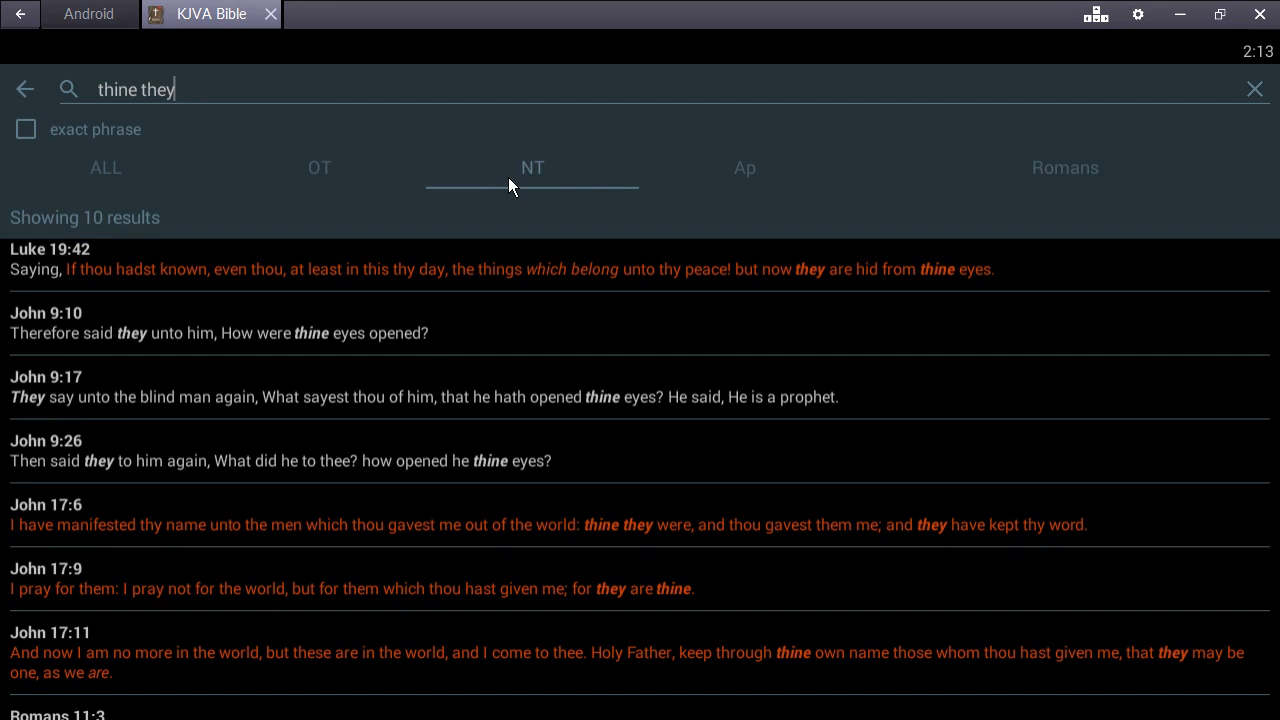 Android
KJVA Bible
2:13
thine they
exact phrase
ALL OT NT Ap Romans
Showing 10 results
Luke 19:42
Saying, If thou hadst known, even thou, at least in this thy day, the things which belong unto thy peace! but now they are hid from thine eyes.
John 9:10
Therefore said they unto him, How were thine eyes opened?
John 9:17
They say unto the blind man again, What sayest thou of him, that he hath opened thine eyes? He said, He is a prophet.
John 9:26
Then said they to him again, What did he to thee? how opened he thine eyes?
John 17:6
I have manifested thy name unto the men which thou gavest me out of the world: thine they were, and thou gavest them me; and they have kept thy word.
John 17:9
I pray for them: I pray not for the world, but for them which thou hast given me; for they are thine.
John 17:11
And now I am no more in the world, but these are in the world, and I come to thee. Holy Father, keep through thine own name those whom thou hast given me, that they may be
one, as we are.
Romans 11:3